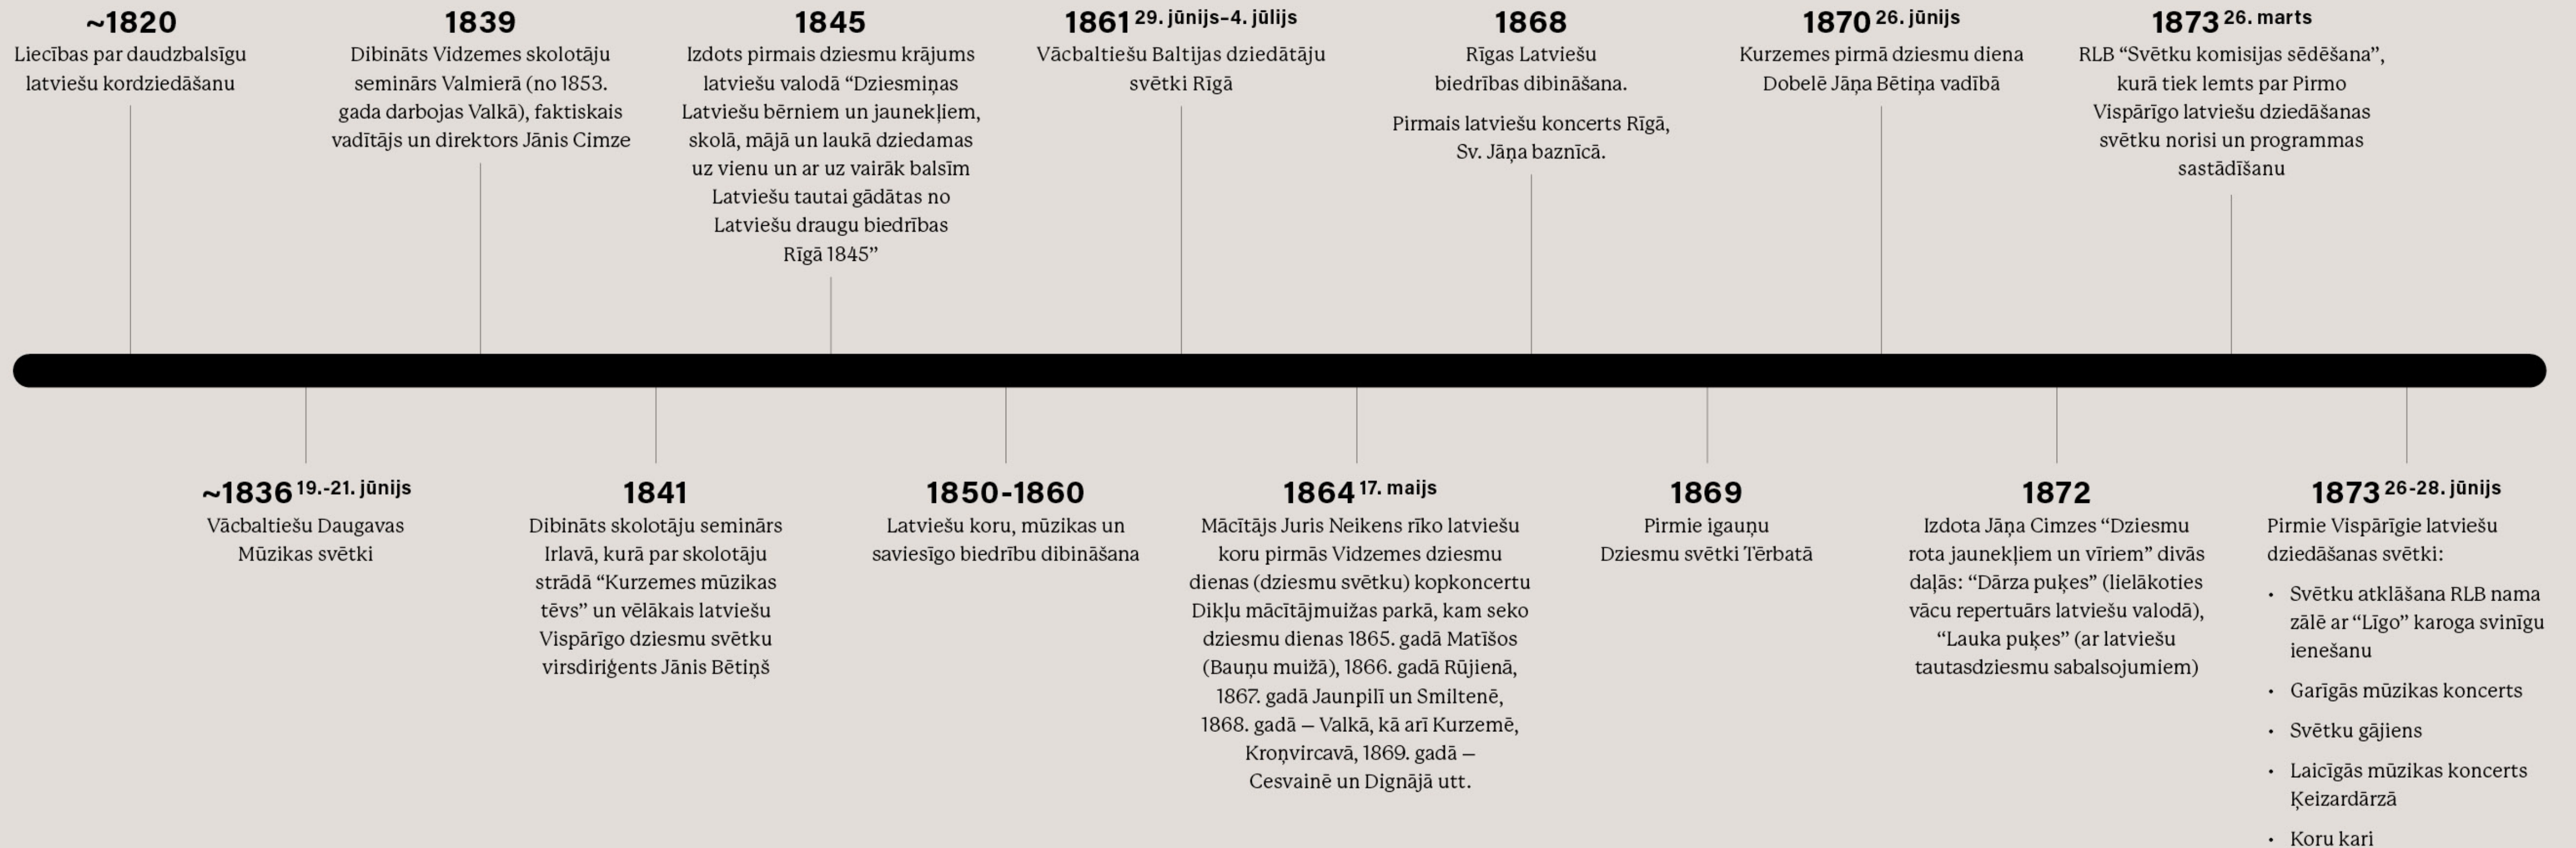 ~1820
Liecības par daudzbalsīgu
latviešu kordziedāšanu
1839
Dibināts Vidzemes skolotāju
seminārs Valmierā (no 1853.
gada darbojas Valkā), faktiskais
vadītājs un direktors Jānis Cimze
1845
Izdots pirmais dziesmu krājums
latviešu valodā “Dziesmiņas
Latviešu bērniem un jaunekļiem,
skolā, mājā un laukā dziedamas
uz vienu un ar uz vairāk balsīm
Latviešu tautai gādātas no
Latviešu draugu biedrības
Rīgā 1845”
1861 29. jūnijs–4. jūlijs
Vācbaltiešu Baltijas dziedātāju
svētki Rīgā
1868
Rīgas Latviešu
biedrības dibināšana.
Pirmais latviešu koncerts Rīgā,
Sv. Jāņa baznīcā.
1870 26. jūnijs
Kurzemes pirmā dziesmu diena
Dobelē Jāņa Bētiņa vadībā
1873 26. marts
RLB “Svētku komisijas sēdēšana”,
kurā tiek lemts par Pirmo
Vispārīgo latviešu dziedāšanas
svētku norisi un programmas
sastādīšanu
~1836 19.-21. jūnijs
Vācbaltiešu Daugavas
Mūzikas svētki
1841
Dibināts skolotāju seminārs
Irlavā, kurā par skolotāju
strādā “Kurzemes mūzikas
tēvs” un vēlākais latviešu
Vispārīgo dziesmu svētku
virsdiriģents Jānis Bētiņš
1850-1860
Latviešu koru, mūzikas un
saviesīgo biedrību dibināšana
1864 17. maijs
Mācītājs Juris Neikens rīko latviešu
koru pirmās Vidzemes dziesmu
dienas (dziesmu svētku) kopkoncertu
Dikļu mācītājmuižas parkā, kam seko
dziesmu dienas 1865. gadā Matīšos
(Bauņu muižā), 1866. gadā Rūjienā,
1867. gadā Jaunpilī un Smiltenē,
1868. gadā – Valkā, kā arī Kurzemē,
Kroņvircavā, 1869. gadā –
Cesvainē un Dignājā utt.
1869
Pirmie igauņu
Dziesmu svētki Tērbatā
1872
Izdota Jāņa Cimzes “Dziesmu
rota jaunekļiem un vīriem” divās
daļās: “Dārza puķes” (lielākoties
vācu repertuārs latviešu valodā),
“Lauka puķes” (ar latviešu
tautasdziesmu sabalsojumiem)
1873 26-28. jūnijs
Pirmie Vispārīgie latviešu
dziedāšanas svētki:
• Svētku atklāšana RLB nama
zālē ar “Līgo” karoga svinīgu
ienešanu
• Garīgās mūzikas koncerts
• Svētku gājiens
• Laicīgās mūzikas koncerts
Ķeizardārzā
• Koru kari